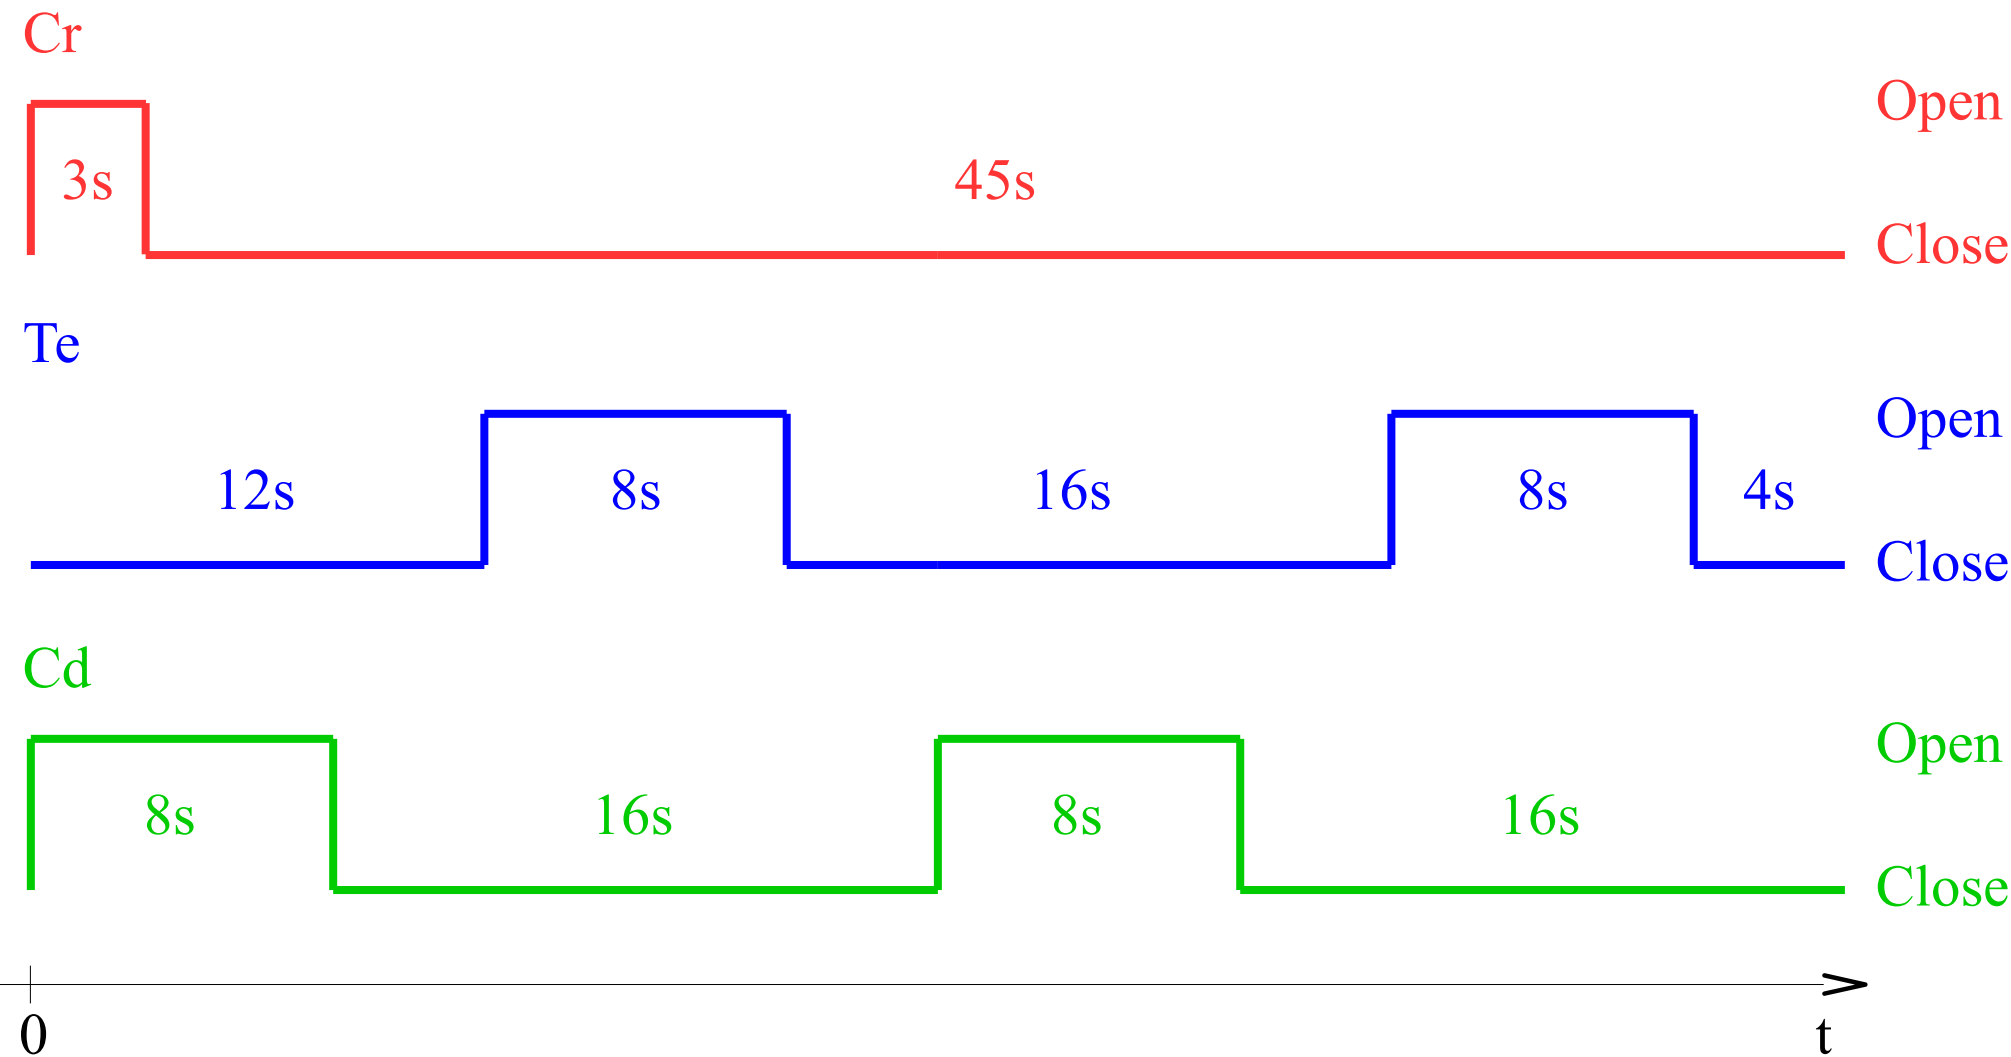 Cr
Open
3s 45s
Close
Te
Open
12s 8s 16s 8s 4s
Close
Cd
Open
8s 16s 8s 16s
Close
0 t